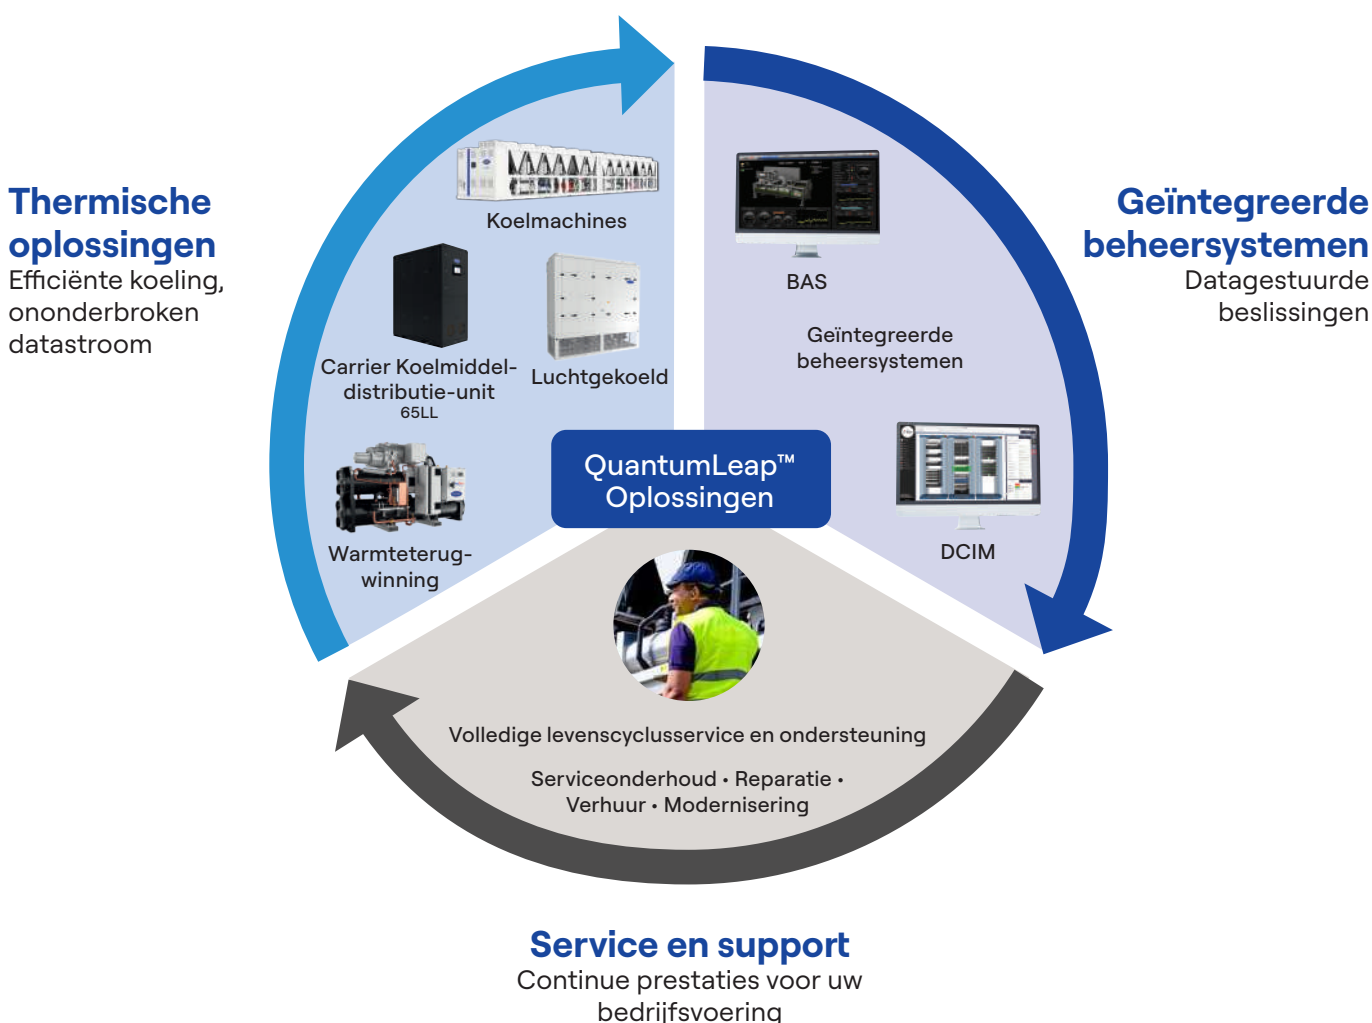 Thermische
oplossingen
Efficiënte koeling,
ononderbroken
datastroom
Koelmachines
Carrier Koelmiddel-
distributie-unit
65LL
Luchtgekoeld
Warmteterug-
winning
QuantumLeap™
Oplossingen
BAS
Geïntegreerde
beheersystemen
DCIM
Geïntegreerde
beheersystemen
Datagestuurde
beslissingen
Volledige levenscyclusservice en ondersteuning
Serviceonderhoud • Reparatie •
Verhuur • Modernisering
Service en support
Continue prestaties voor uw
bedrijfsvoering